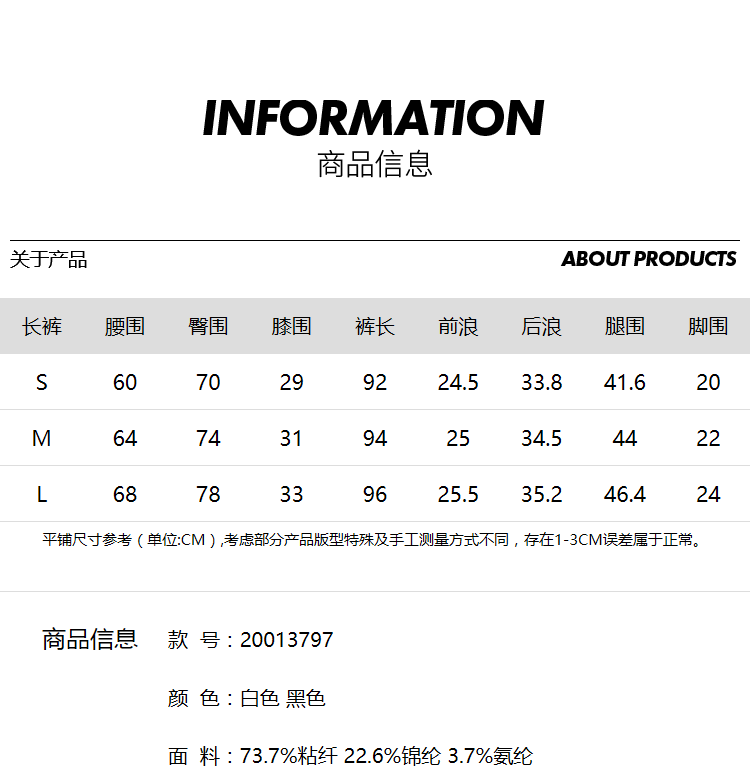 INFORMATION
商品信息
关于产品 ABOUT PRODUCTS
长裤 腰围 臀围 膝围 裤长 前浪 后浪 腿围 脚围
S 60 70 29 92 24.5 33.8 41.6 20
M 64 74 31 94 25 34.5 44 22
L 68 78 33 96 25.5 35.2 46.4 24
平铺尺寸参考（单位:CM）,考虑部分产品版型特殊及手工测量方式不同，存在1-3CM误差属于正常。
商品信息 款 号：20013797
颜 色：白色 黑色
面 料：73.7%粘纤 22.6%锦纶 3.7%氨纶